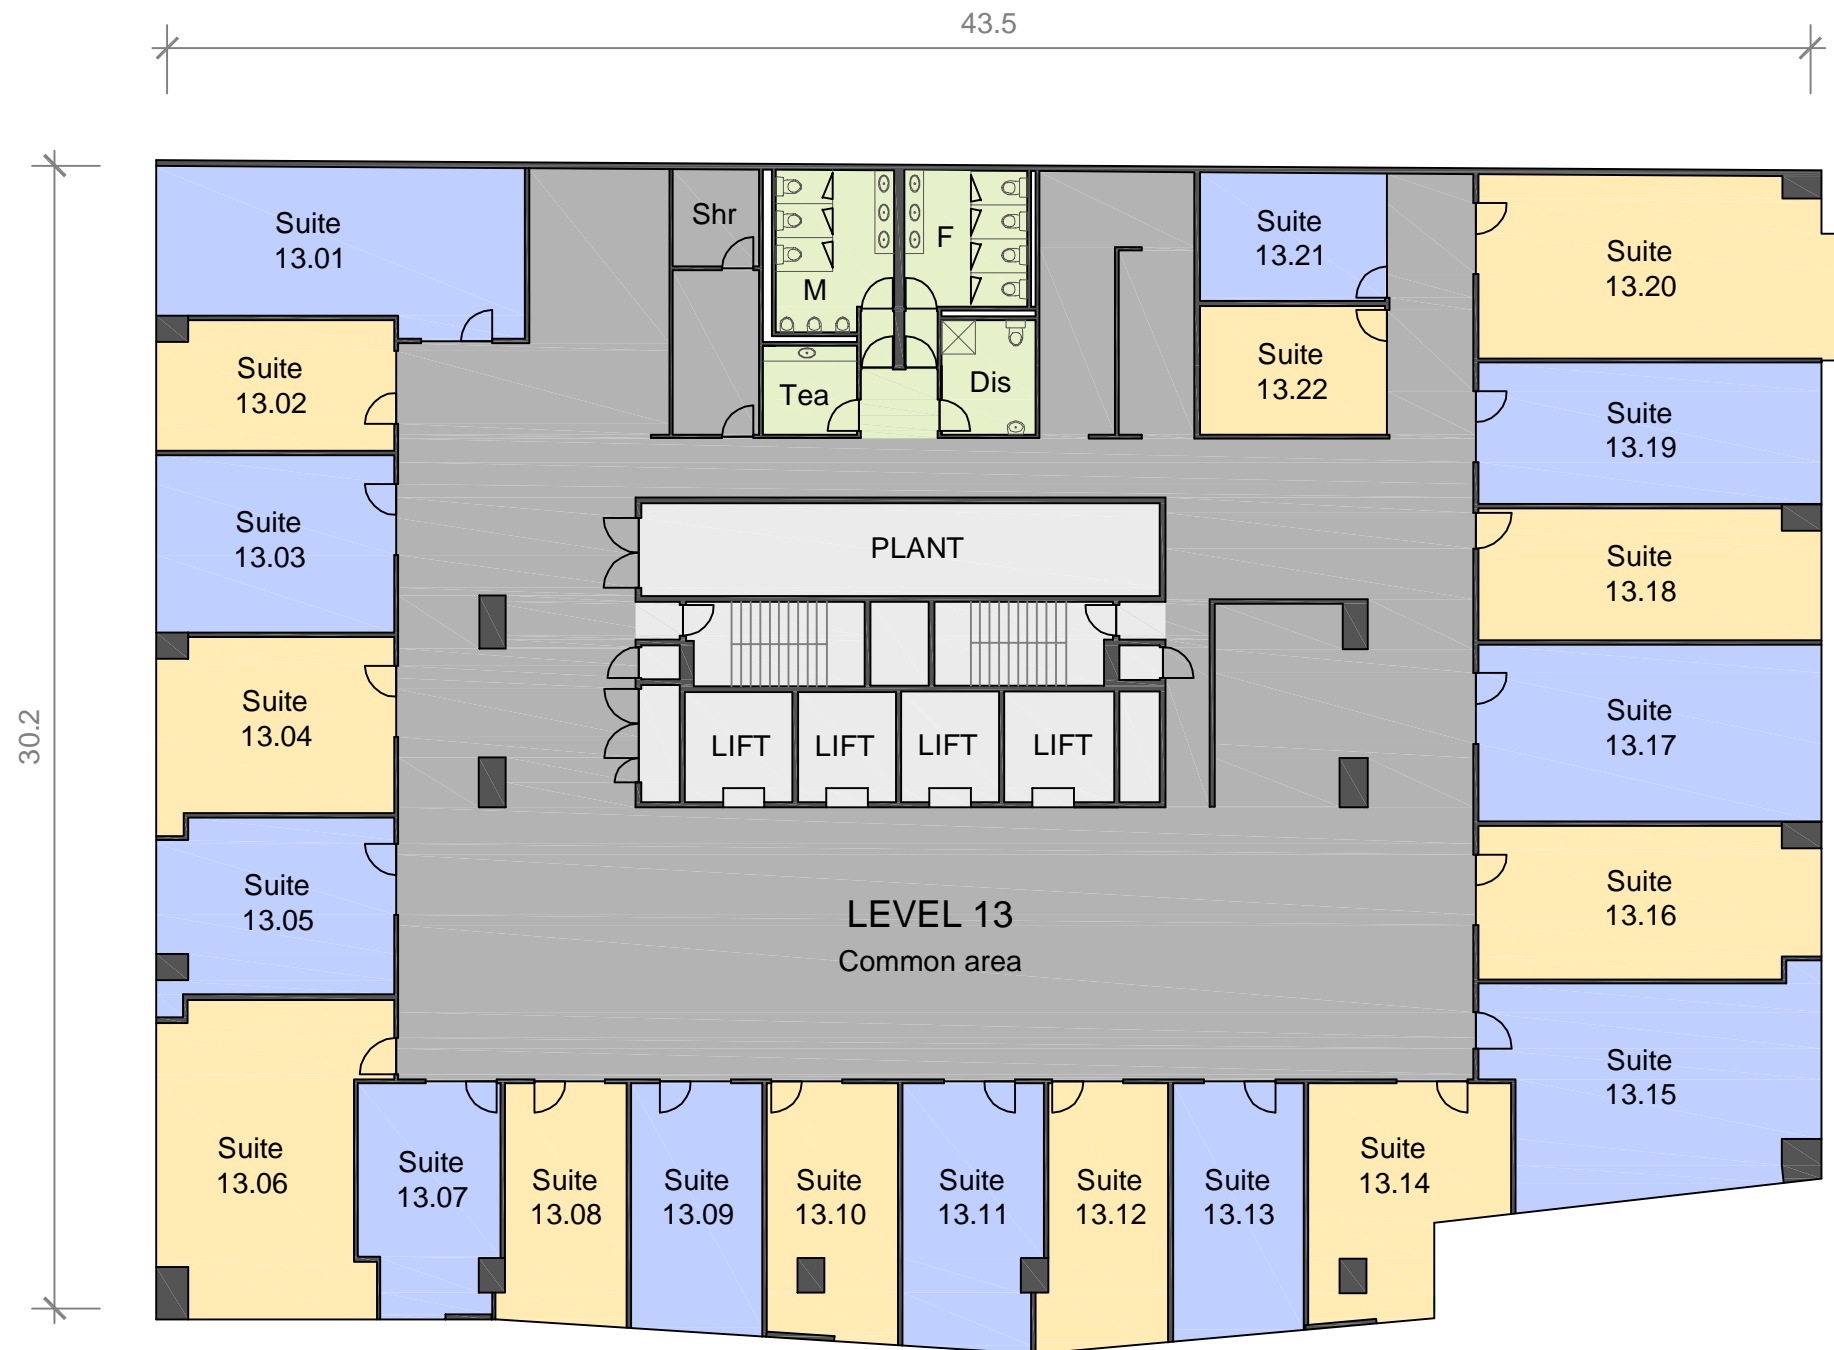 43.5
30.2
Suite
13.01
Shr
M
F
Suite
13.21
Suite
13.20
Suite
13.02
Tea
Dis
Suite
13.22
Suite
13.19
Suite
13.03
PLANT
Suite
13.18
Suite
13.04
LIFT
LIFT
LIFT
LIFT
Suite
13.17
Suite
13.05
LEVEL 13
Common area
Suite
13.16
Suite
13.15
Suite
13.06
Suite
13.07
Suite
13.08
Suite
13.09
Suite
13.10
Suite
13.11
Suite
13.12
Suite
13.13
Suite
13.14